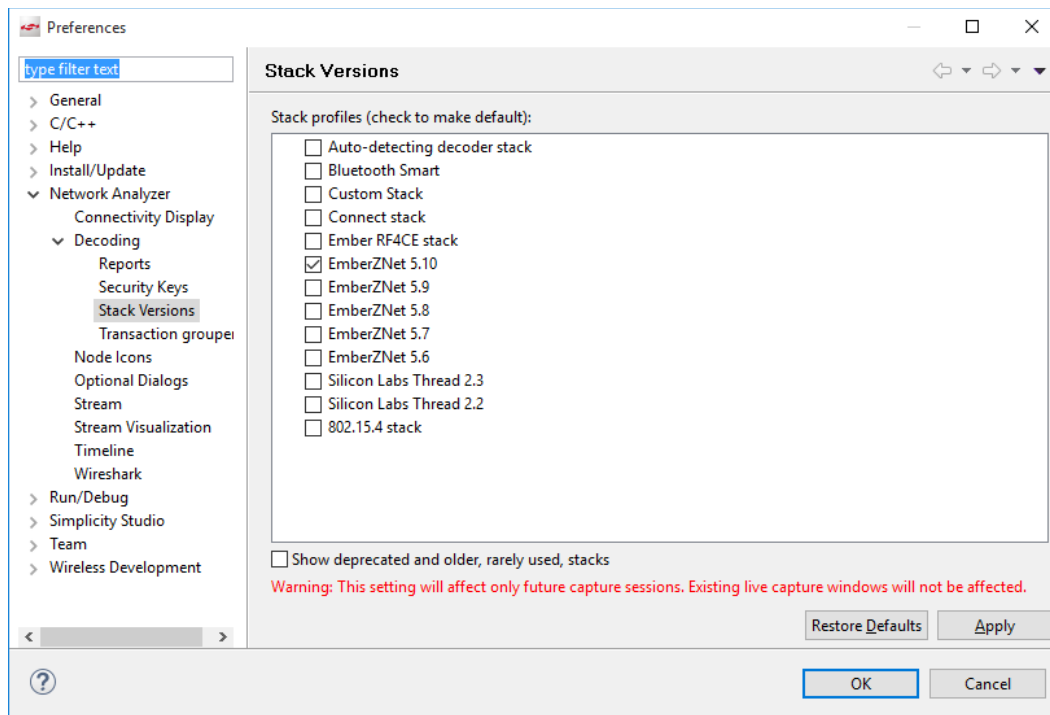 Preferences
type filter text
General
C/C++
Help
Install/Update
Network Analyzer
Connectivity Display
Decoding
Reports
Security Keys
Stack Versions
Transaction grouper
Node Icons
Optional Dialogs
Stream
Stream Visualization
Timeline
Wireshark
Run/Debug
Simplicity Studio
Team
Wireless Development
Stack Versions
Stack profiles (check to make default):
Auto-detecting decoder stack
Bluetooth Smart
Custom Stack
Connect stack
Ember RF4CE stack
EmberZNet 5.10
EmberZNet 5.9
EmberZNet 5.8
EmberZNet 5.7
EmberZNet 5.6
Silicon Labs Thread 2.3
Silicon Labs Thread 2.2
802.15.4 stack
Show deprecated and older, rarely used, stacks
Warning: This setting will affect only future capture sessions. Existing live capture windows will not be affected.
Restore Defaults
Apply
?
OK
Cancel